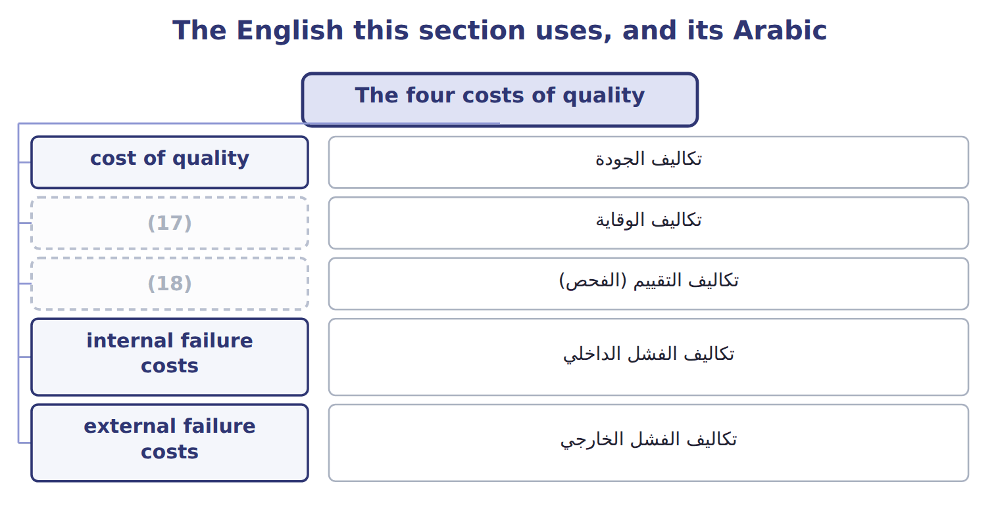 The English this section uses, and its Arabic
The four costs of quality
cost of quality
تكاليف الجودة
(17)
تكاليف الوقاية
(18)
تكاليف التقييم (الفحص)
internal failure
costs
تكاليف الفشل الداخلي
external failure
costs
تكاليف الفشل الخارجي